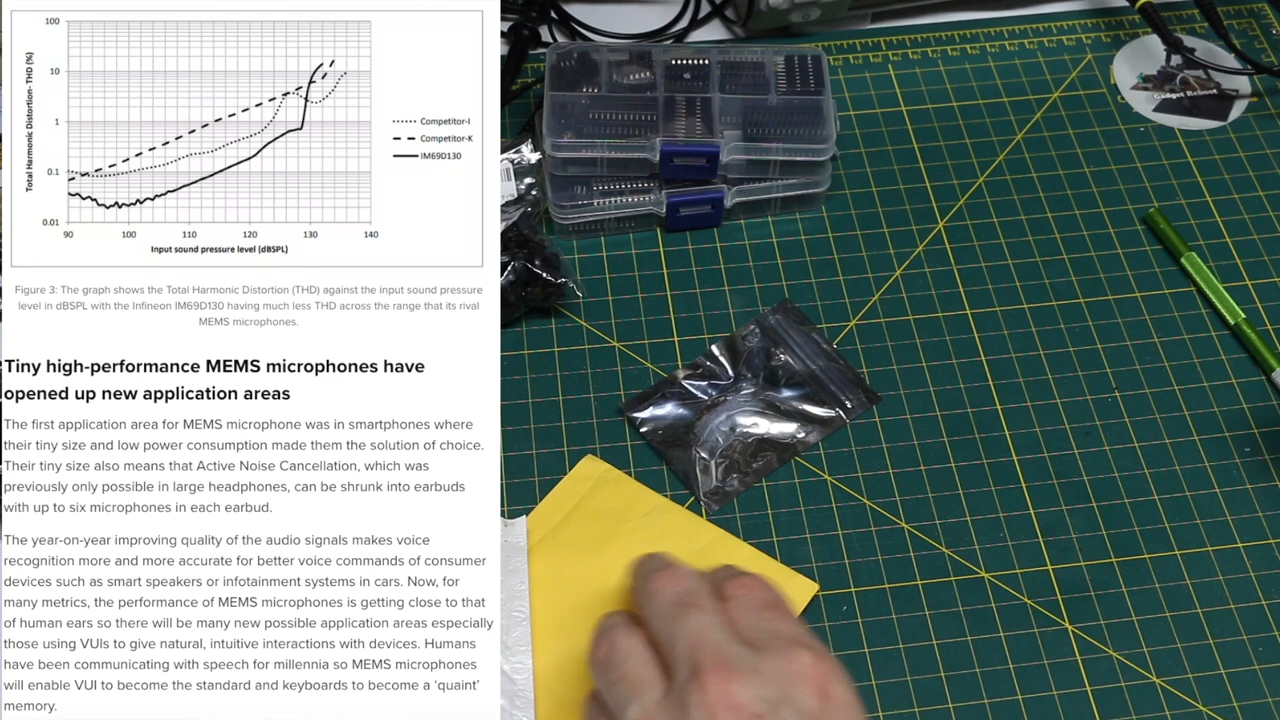 100
10
1
0.1
0.01
Total Harmonic Distortion- THD (%)
90 100 110 120 130 140
Input sound pressure level (dBSPL)
Competitor-I
Competitor-K
IM69D130
Figure 3: The graph shows the Total Harmonic Distortion (THD) against the input sound pressure
level in dBSPL with the Infineon IM69D130 having much less THD across the range that its rival
MEMS microphones.
Tiny high-performance MEMS microphones have
opened up new application areas
The first application area for MEMS microphone was in smartphones where
their tiny size and low power consumption made them the solution of choice.
Their tiny size also means that Active Noise Cancellation, which was
previously only possible in large headphones, can be shrunk into earbuds
with up to six microphones in each earbud.
The year-on-year improving quality of the audio signals makes voice
recognition more and more accurate for better voice commands of consumer
devices such as smart speakers or infotainment systems in cars. Now, for
many metrics, the performance of MEMS microphones is getting close to that
of human ears so there will be many new possible application areas especially
those using VUIs to give natural, intuitive interactions with devices. Humans
have been communicating with speech for millennia so MEMS microphones
will enable VUI to become the standard and keyboards to become a ‘quaint’
memory.
Gadget Reboot